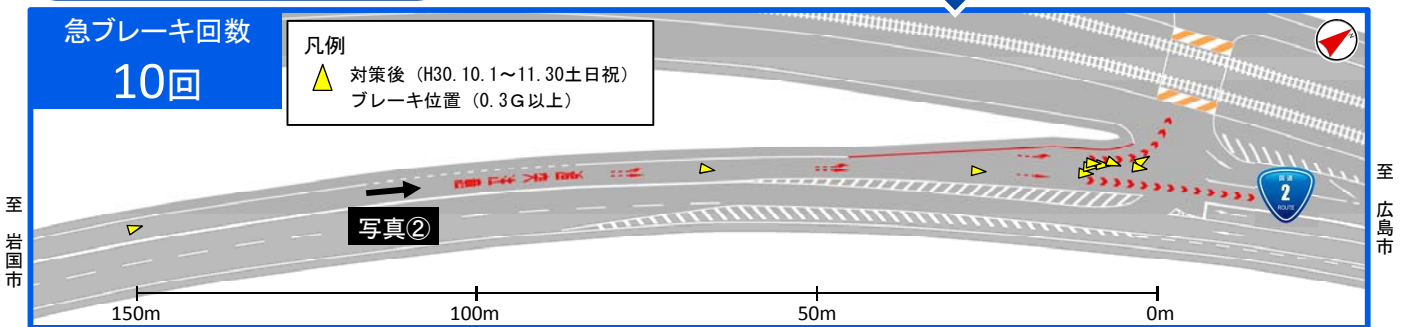 急ブレーキ回数
10回
凡例
対策後（H30.10.1～11.30土日祝）
ブレーキ位置（0.3G以上）
N
至 岩国市
写真②
国道
2
ROUTE
至 広島市
150m
100m
50m
0m